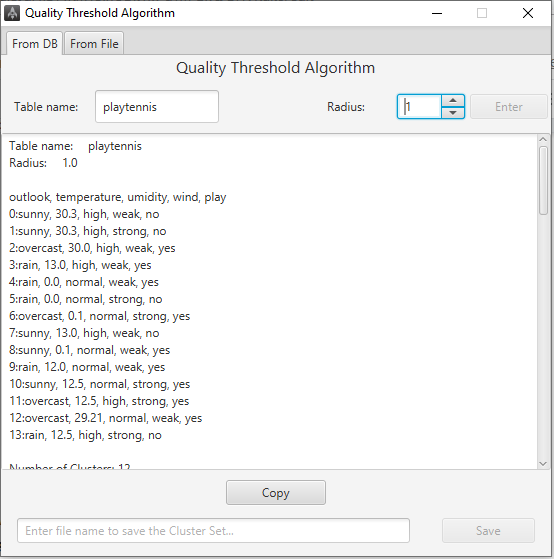 Quality Threshold Algorithm
From DB From File
Quality Threshold Algorithm
Table name: playtennis Radius: 1 Enter
Table name: playtennis
Radius: 1.0
outlook, temperature, umidity, wind, play
0:sunny, 30.3, high, weak, no
1:sunny, 30.3, high, strong, no
2:overcast, 30.0, high, weak, yes
3:rain, 13.0, high, weak, yes
4:rain, 0.0, normal, weak, yes
5:rain, 0.0, normal, strong, no
6:overcast, 0.1, normal, strong, yes
7:sunny, 13.0, high, weak, no
8:sunny, 0.1, normal, weak, yes
9:rain, 12.0, normal, weak, yes
10:sunny, 12.5, normal, strong, yes
11:overcast, 12.5, high, strong, yes
12:overcast, 29.21, normal, weak, yes
13:rain, 12.5, high, strong, no
Number of Clusters: 12
Copy
Enter file name to save the Cluster Set... Save